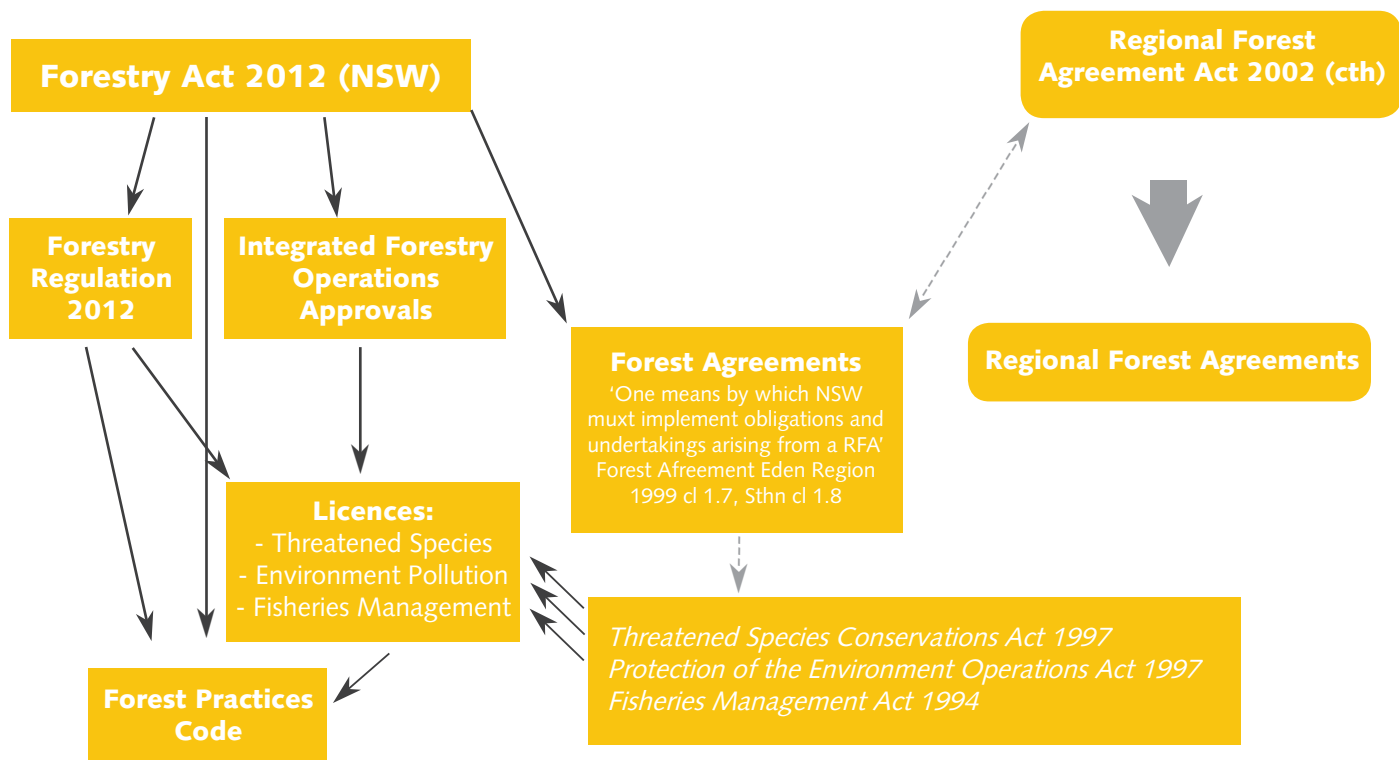 Forestry Act 2012 (NSW)
Regional Forest
Agreement Act 2002 (cth)
Forestry
Regulation
2012
Integrated Forestry
Operations
Approvals
Forest Agreements
‘One means by which NSW
muxt implement obligations and
undertakings arising from a RFA’
Forest Afreement Eden Region
1999 cl 1.7, Sthn cl 1.8
Regional Forest Agreements
Licences:
- Threatened Species
- Environment Pollution
- Fisheries Management
Threatened Species Conservations Act 1997
Protection of the Environment Operations Act 1997
Fisheries Management Act 1994
Forest Practices
Code